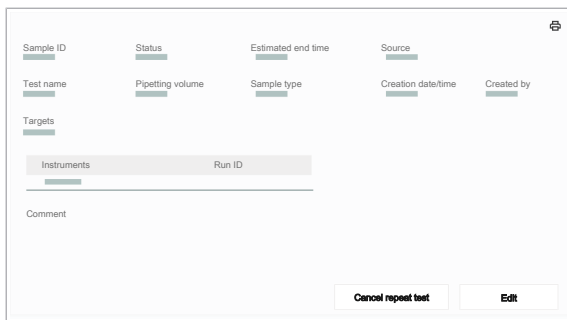 Sample ID Status Estimated end time Source
Test name Pipetting volume Sample type Creation date/time Created by
Targets
Instruments Run ID
Comment
Cancel repeat test Edit